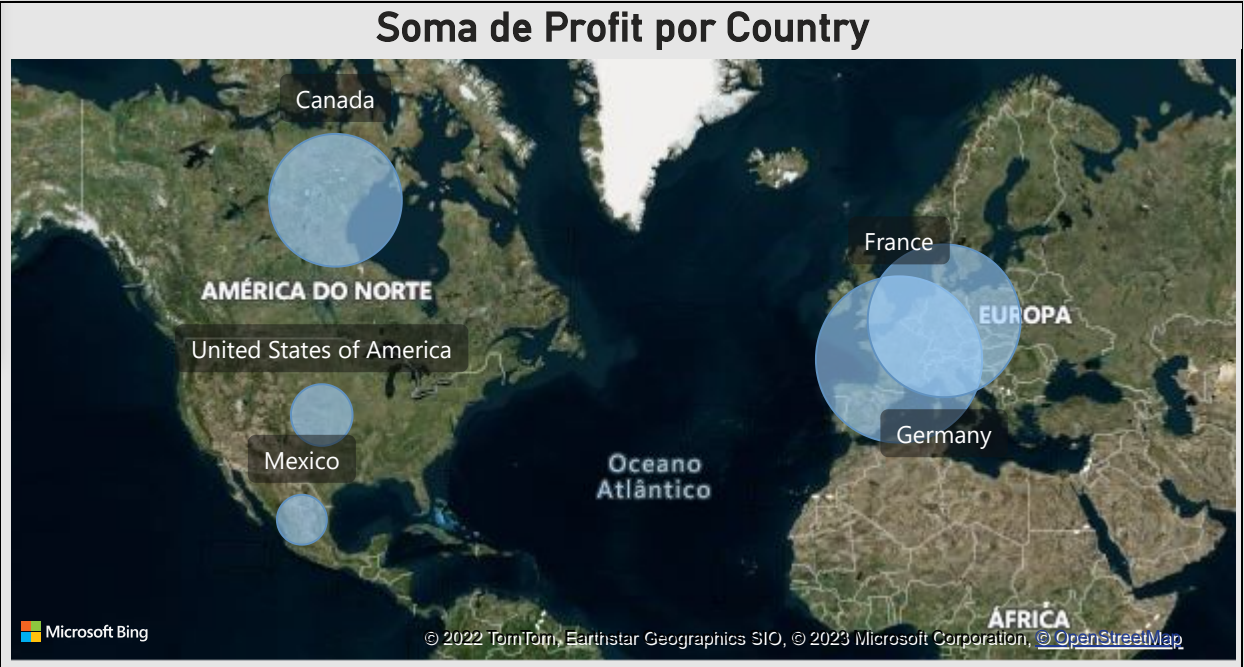 Soma de Profit por Country
Canada
France
AMÉRICA DO NORTE
EUROPA
United States of America
Germany
Mexico
Oceano
Atlântico
ÁFRICA
Microsoft Bing
© 2022 TomTom, Earthstar Geographics SIO, © 2023 Microsoft Corporation, © OpenStreetMap